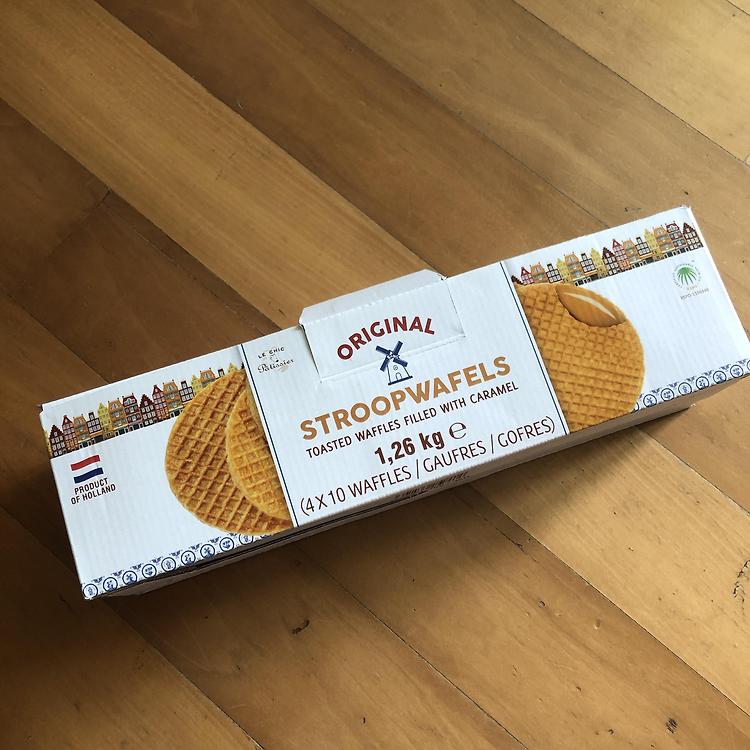 LE CHIC
Pâtissier
ORIGINAL
STROOPWAFELS
TOASTED WAFFLES FILLED WITH CARAMEL
1,26 kg e
(4 X 10 WAFFLES / GAUFRES / GOFRES)
PRODUCT
OF HOLLAND